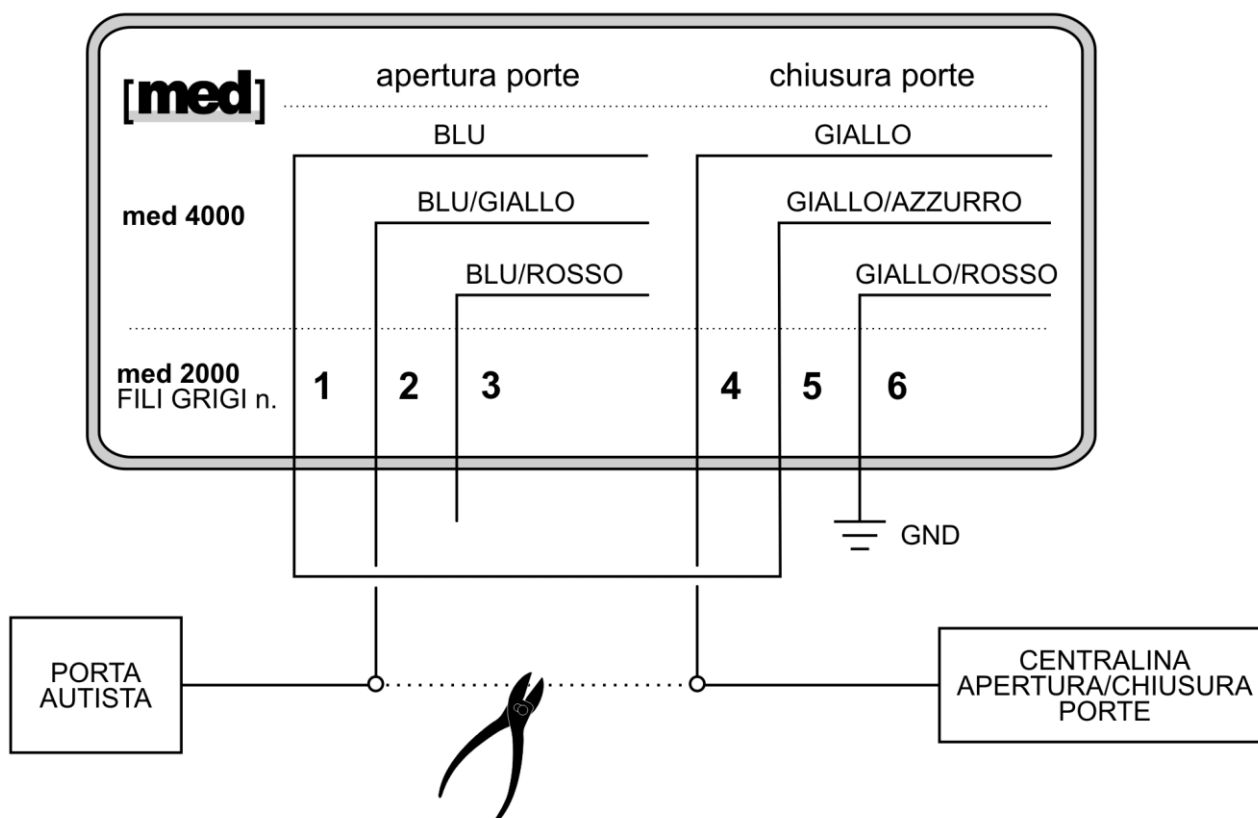 [med] apertura porte chiusura porte
BLU GIALLO
med 4000 BLU/GIALLO GIALLO/AZZURRO
BLU/ROSSO GIALLO/ROSSO
med 2000
FILI GRIGI n. 1 2 3 4 5 6
GND
PORTA
AUTISTA
CENTRALINA
APERTURA/CHIUSURA
PORTE